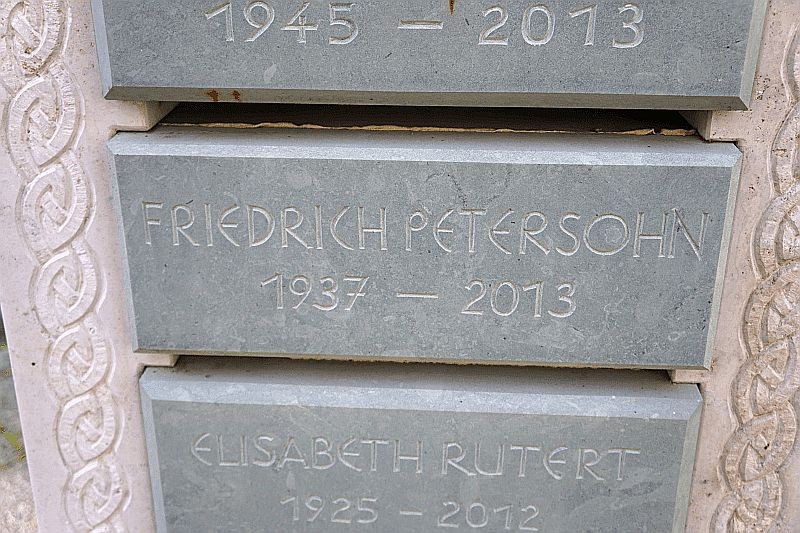 1945 – 2013
FRIEDRICH PETERSOHN
1937 – 2013
ELISABETH RUTERT
1925 – 2012